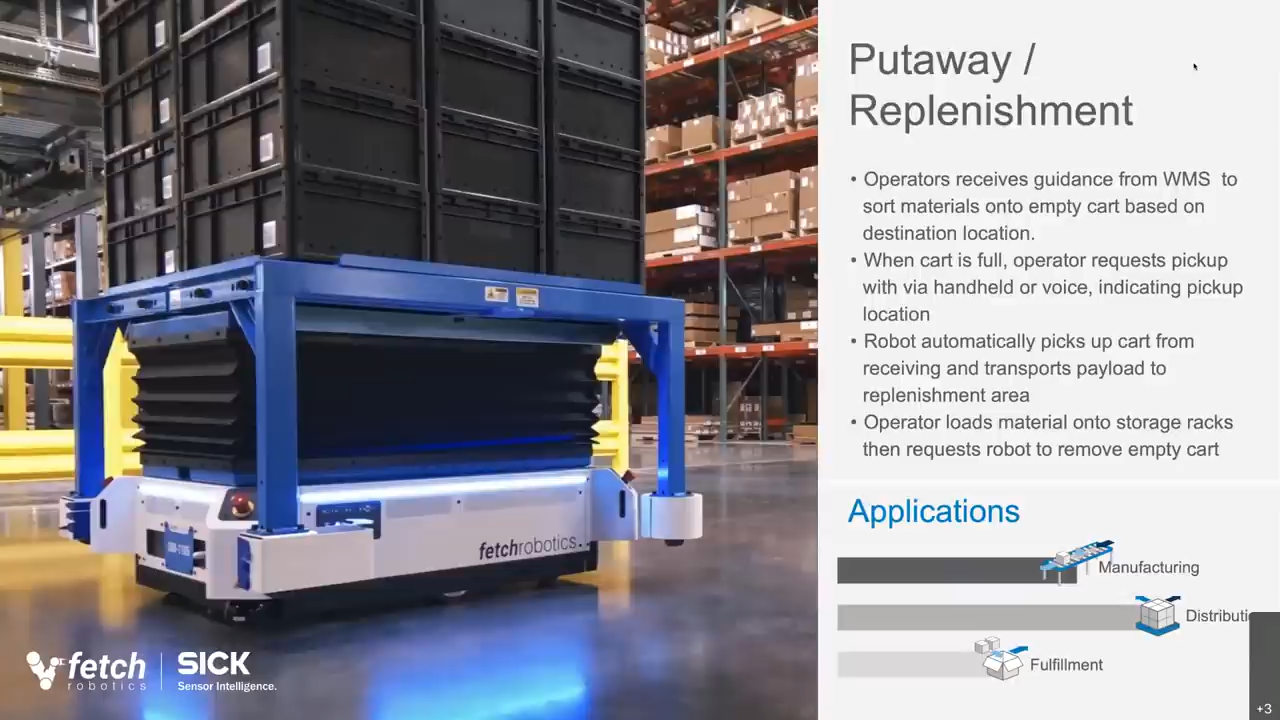 Putaway /
Replenishment
• Operators receives guidance from WMS  to
sort materials onto empty cart based on
destination location.
• When cart is full, operator requests pickup
with via handheld or voice, indicating pickup
location
• Robot automatically picks up cart from
receiving and transports payload to
replenishment area
• Operator loads material onto storage racks
then requests robot to remove empty cart
Applications
Manufacturing
Distributi
Fulfillment
fetchrobotics
fetch
robotics
SICK
Sensor Intelligence.
+3